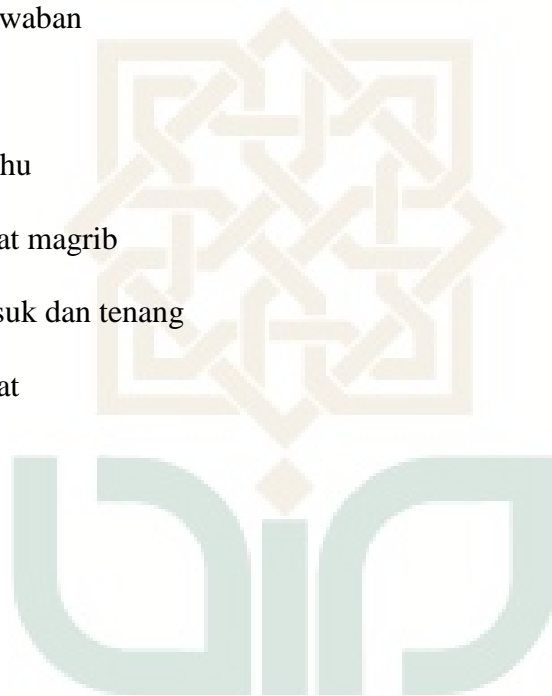 waban
hu
at magrib
suk dan tenang
at